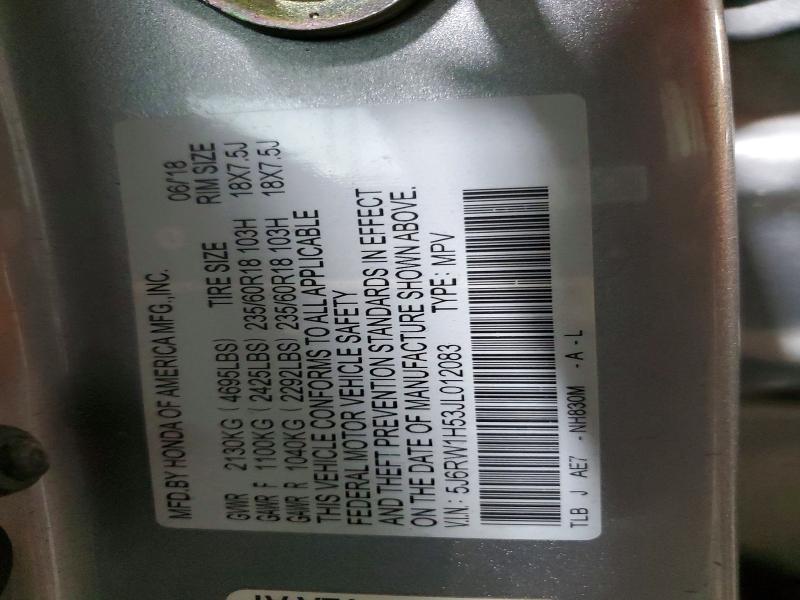 MFD.BY HONDA OF AMERICA MFG.,INC. 06/18
TIRE SIZE RIM SIZE
GVWR 2130KG (4695LBS)
GAWR F 1100KG (2425LBS) 235/60R18 103H 18X7.5J
GAWR R 1040KG (2292LBS) 235/60R18 103H 18X7.5J
THIS VEHICLE CONFORMS TO ALL APPLICABLE
FEDERAL MOTOR VEHICLE SAFETY
AND THEFT PREVENTION STANDARDS IN EFFECT
ON THE DATE OF MANUFACTURE SHOWN ABOVE.
V.I.N: 5J6RW1H53JL012083 TYPE: MPV
TLB J AE7 -NH830M -A-L